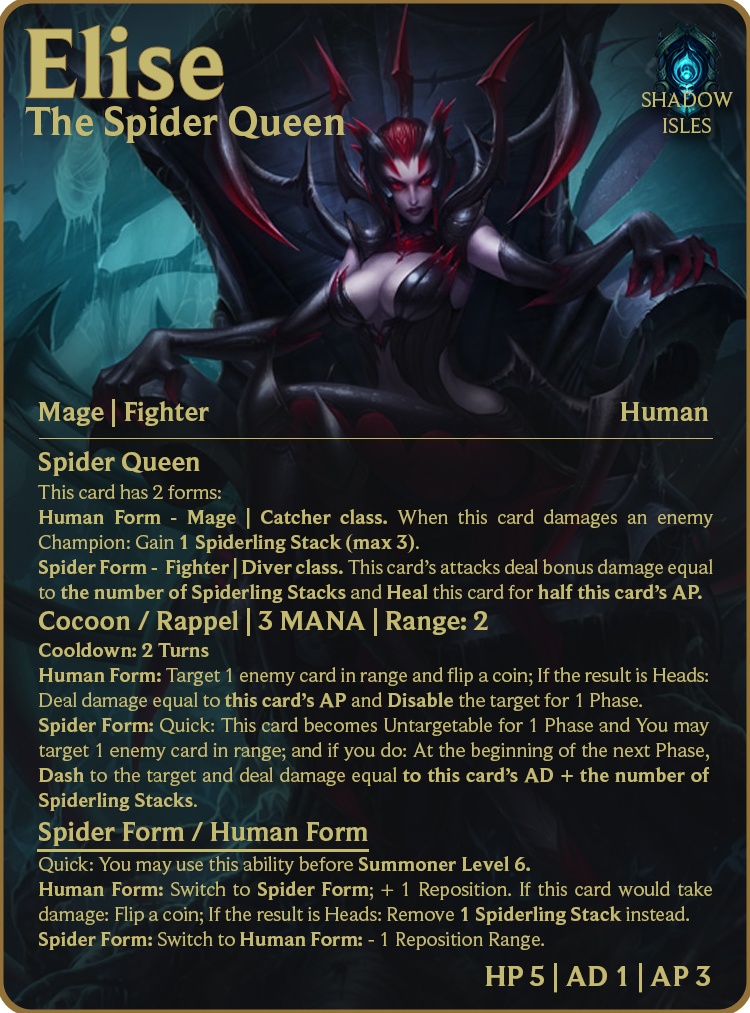 Elise
The Spider Queen
SHADOW
ISLES
Mage | Fighter
Human
Spider Queen
This card has 2 forms:
Human Form - Mage | Catcher class. When this card damages an enemy
Champion: Gain 1 Spiderling Stack (max 3).
Spider Form - Fighter | Diver class. This card's attacks deal bonus damage equal
to the number of Spiderling Stacks and Heal this card for half this card's AP.
Cocoon / Rappel | 3 MANA | Range: 2
Cooldown: 2 Turns
Human Form: Target 1 enemy card in range and flip a coin; If the result is Heads:
Deal damage equal to this card's AP and Disable the target for 1 Phase.
Spider Form: Quick: This card becomes Untargetable for 1 Phase and You may
target 1 enemy card in range; and if you do: At the beginning of the next Phase,
Dash to the target and deal damage equal to this card's AD + the number of
Spiderling Stacks.
Spider Form / Human Form
Quick: You may use this ability before Summoner Level 6.
Human Form: Switch to Spider Form; + 1 Reposition. If this card would take
damage: Flip a coin; If the result is Heads: Remove 1 Spiderling Stack instead.
Spider Form: Switch to Human Form: - 1 Reposition Range.
HP 5 | AD 1 | AP 3